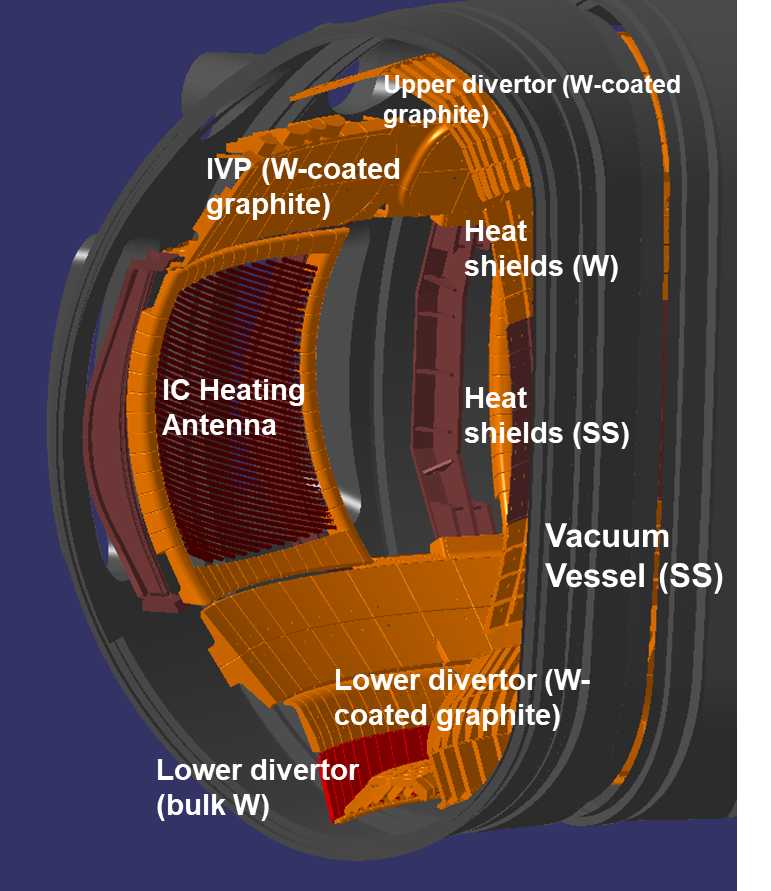 Upper divertor (W-coated
graphite)
IVP (W-coated
graphite)
Heat
shields (W)
IC Heating
Antenna
Heat
shields (SS)
Vacuum
Vessel (SS)
Lower divertor (W-
coated graphite)
Lower divertor
(bulk W)